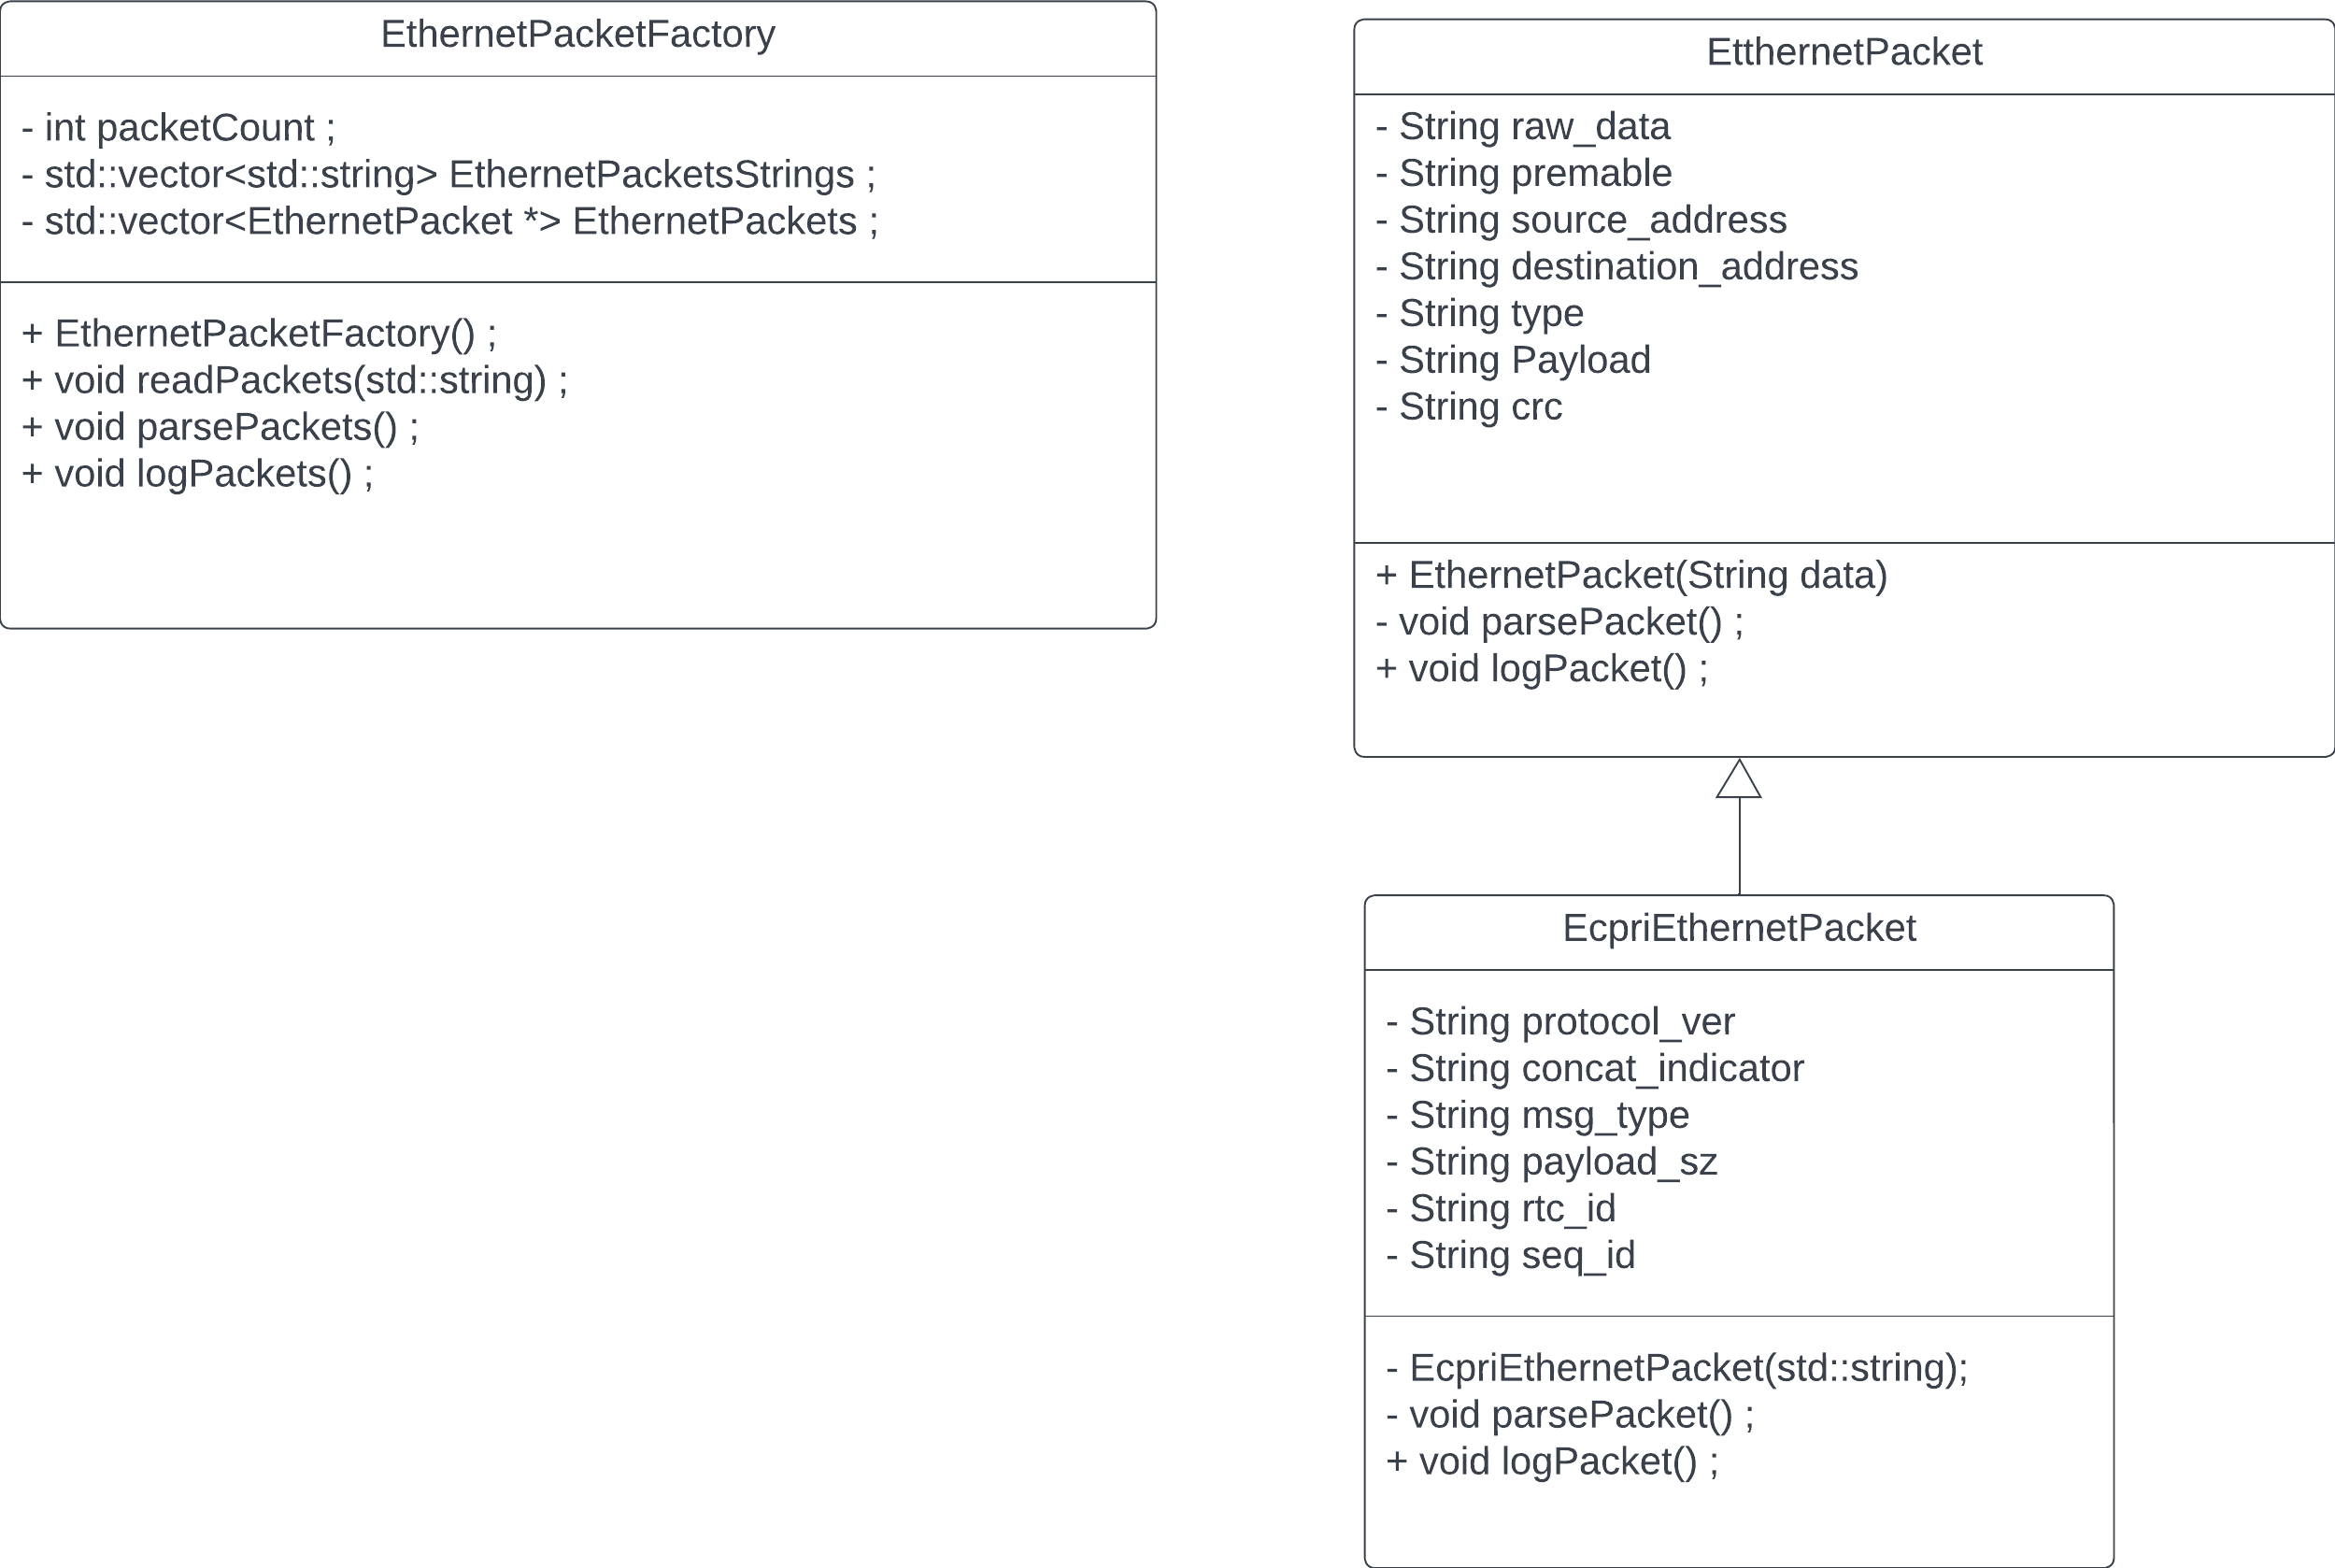 EthernetPacketFactory
- int packetCount ;
- std::vector<std::string> EthernetPacketsStrings ;
- std::vector<EthernetPacket *> EthernetPackets ;
+ EthernetPacketFactory() ;
+ void readPackets(std::string) ;
+ void parsePackets() ;
+ void logPackets() ;
EtthernetPacket
- String raw_data
- String premable
- String source_address
- String destination_address
- String type
- String Payload
- String crc
+ EthernetPacket(String data)
- void parsePacket() ;
+ void logPacket() ;
EcpriEthernetPacket
- String protocol_ver
- String concat_indicator
- String msg_type
- String payload_sz
- String rtc_id
- String seq_id
- EcpriEthernetPacket(std::string);
- void parsePacket() ;
+ void logPacket() ;